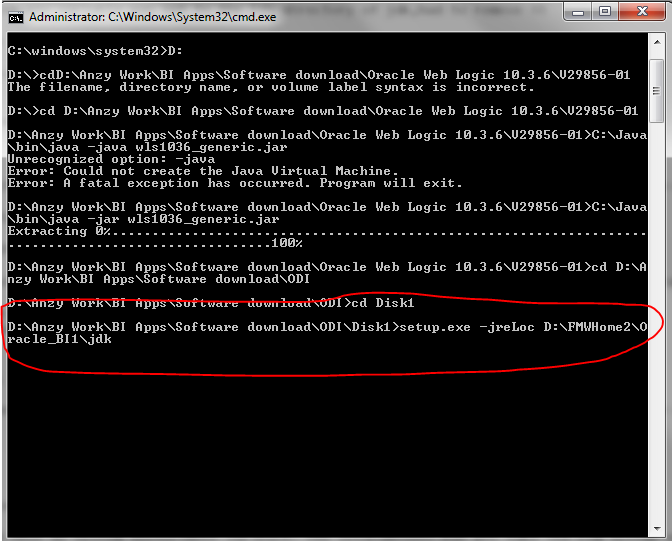 Administrator: C:\Windows\System32\cmd.exe
C:\windows\system32>D:
D:\>cdD:\Anzy Work\BI Apps\Software download\Oracle Web Logic 10.3.6\V29856-01
The filename, directory name, or volume label syntax is incorrect.
D:\>cd D:\Anzy Work\BI Apps\Software download\Oracle Web Logic 10.3.6\V29856-01
D:\Anzy Work\BI Apps\Software download\Oracle Web Logic 10.3.6\V29856-01>C:\Java
\bin\java -java wls1036_generic.jar
Unrecognized option: -java
Error: Could not create the Java Virtual Machine.
Error: A fatal exception has occurred. Program will exit.
D:\Anzy Work\BI Apps\Software download\Oracle Web Logic 10.3.6\V29856-01>C:\Java
\bin\java -jar wls1036_generic.jar
Extracting 0%...................................................................
.................................100%
D:\Anzy Work\BI Apps\Software download\Oracle Web Logic 10.3.6\V29856-01>cd D:\A
nzy Work\BI Apps\Software download\ODI
D:\Anzy Work\BI Apps\Software download\ODI>cd Disk1
D:\Anzy Work\BI Apps\Software download\ODI\Disk1>setup.exe -jreLoc D:\FMWHome2\O
racle_BI1\jdk